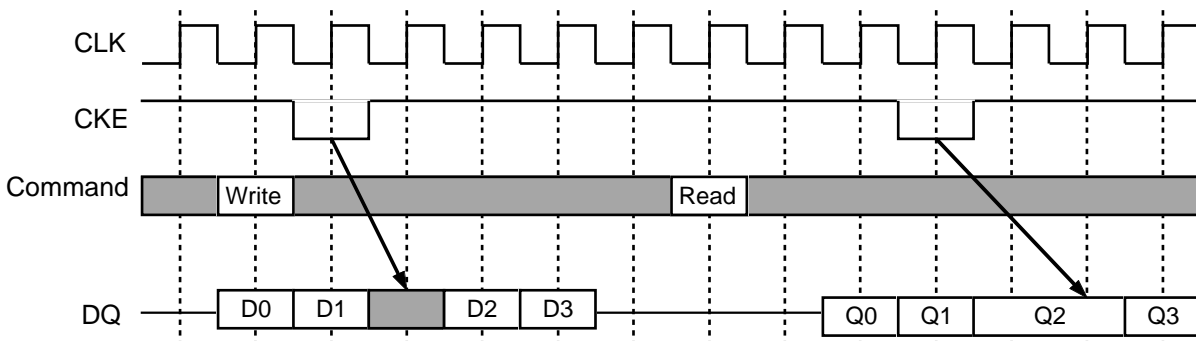 CLK
CKE
Command Write Read
DQ D0 D1 D2 D3 Q0 Q1 Q2 Q3